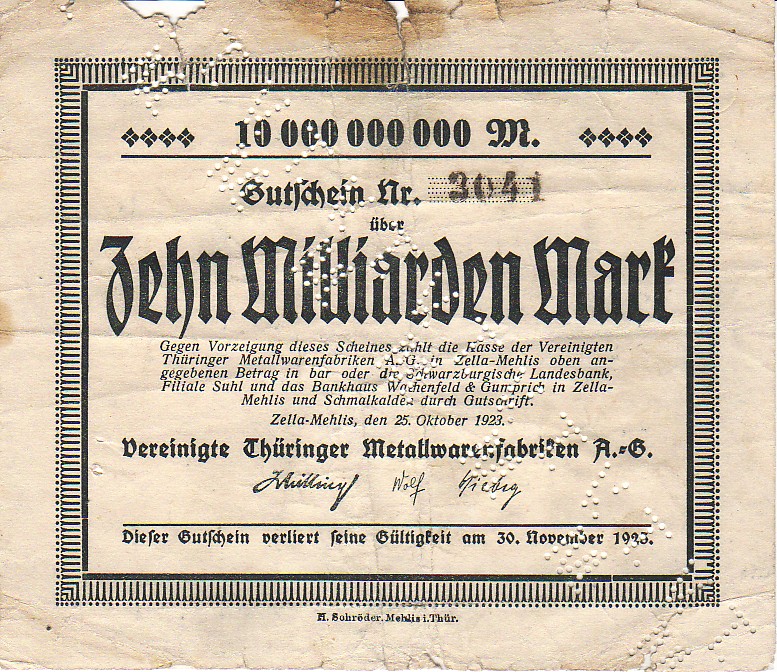 10 000 000 000 M.
Gutschein Nr. 3041
über
Zehn Milliarden Mark
Gegen Vorzeigung dieses Scheines zahlt die Kasse der Vereinigten
Thüringer Metallwarenfabriken A.-G. in Zella-Mehlis oben an-
gegebenen Betrag in bar oder die Schwarzburgische Landesbank,
Filiale Suhl und das Bankhaus Wachenfeld & Gumprich in Zella-
Mehlis und Schmalkalden durch Gutschrift.
Zella-Mehlis, den 25. Oktober 1923.
Vereinigte Thüringer Metallwarenfabriken A.-G.
Wolf
Dieser Gutschein verliert seine Gültigkeit am 30. November 1923.
H. Schröder. Mehlis i. Thür.